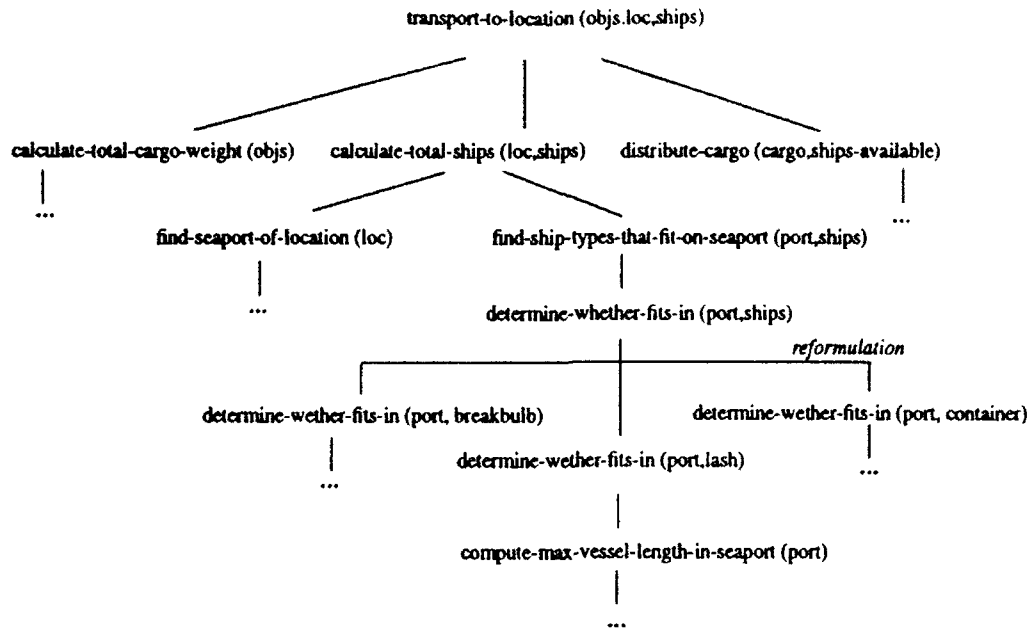 transport-to-location (objs.loc,ships)
calculate-total-cargo-weight (objs)
calculate-total-ships (loc,ships)
distribute-cargo (cargo,ships-available)
...
...
find-seaport-of-location (loc)
find-ship-types-that-fit-on-seaport (port,ships)
...
determine-whether-fits-in (port,ships)
reformulation
determine-wether-fits-in (port, breakbulb)
determine-wether-fits-in (port, container)
determine-wether-fits-in (port,lash)
...
...
compute-max-vessel-length-in-seaport (port)
...